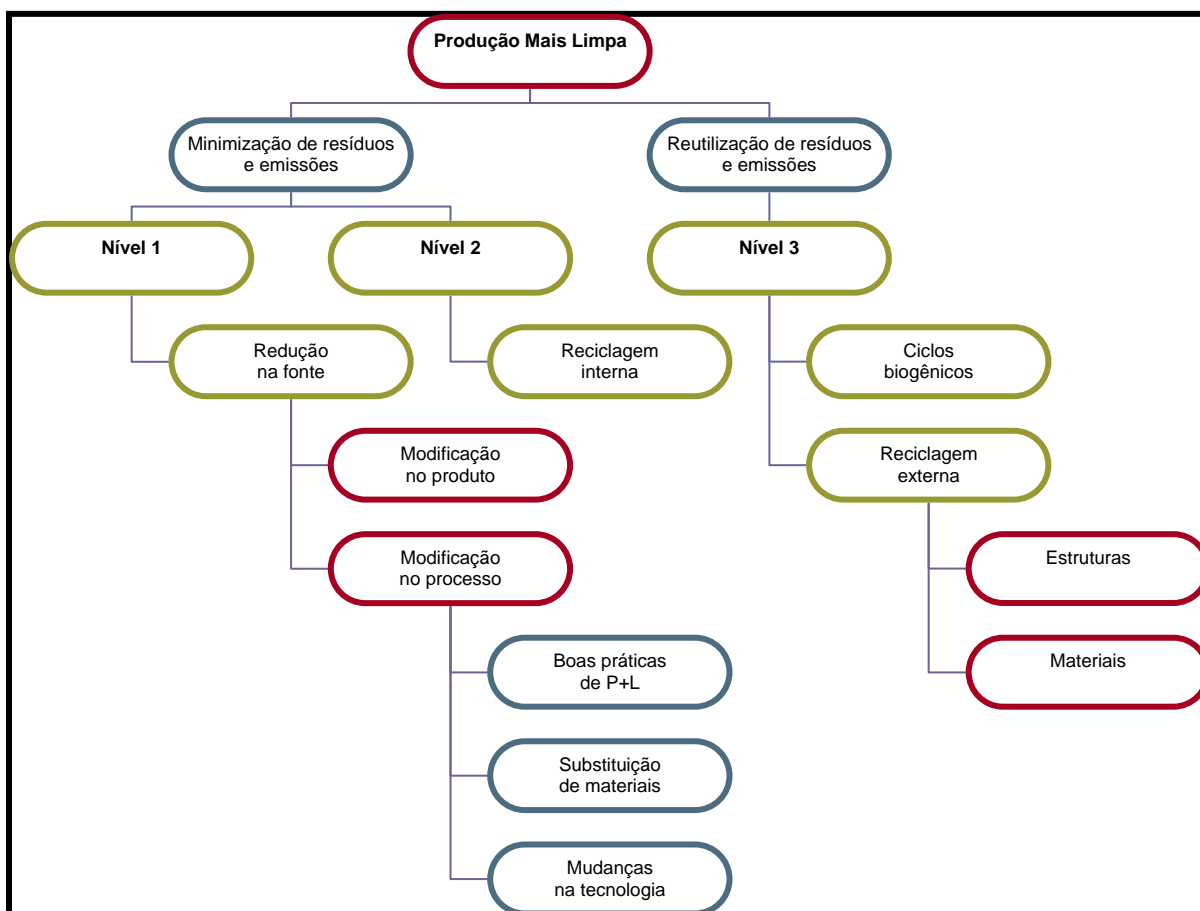 Produção Mais Limpa
Minimização de resíduos
e emissões
Reutilização de resíduos
e emissões
Nível 1
Nível 2
Nível 3
Redução
na fonte
Reciclagem
interna
Ciclos
biogênicos
Modificação
no produto
Reciclagem
externa
Modificação
no processo
Estruturas
Boas práticas
de P+L
Materiais
Substituição
de materiais
Mudanças
na tecnologia